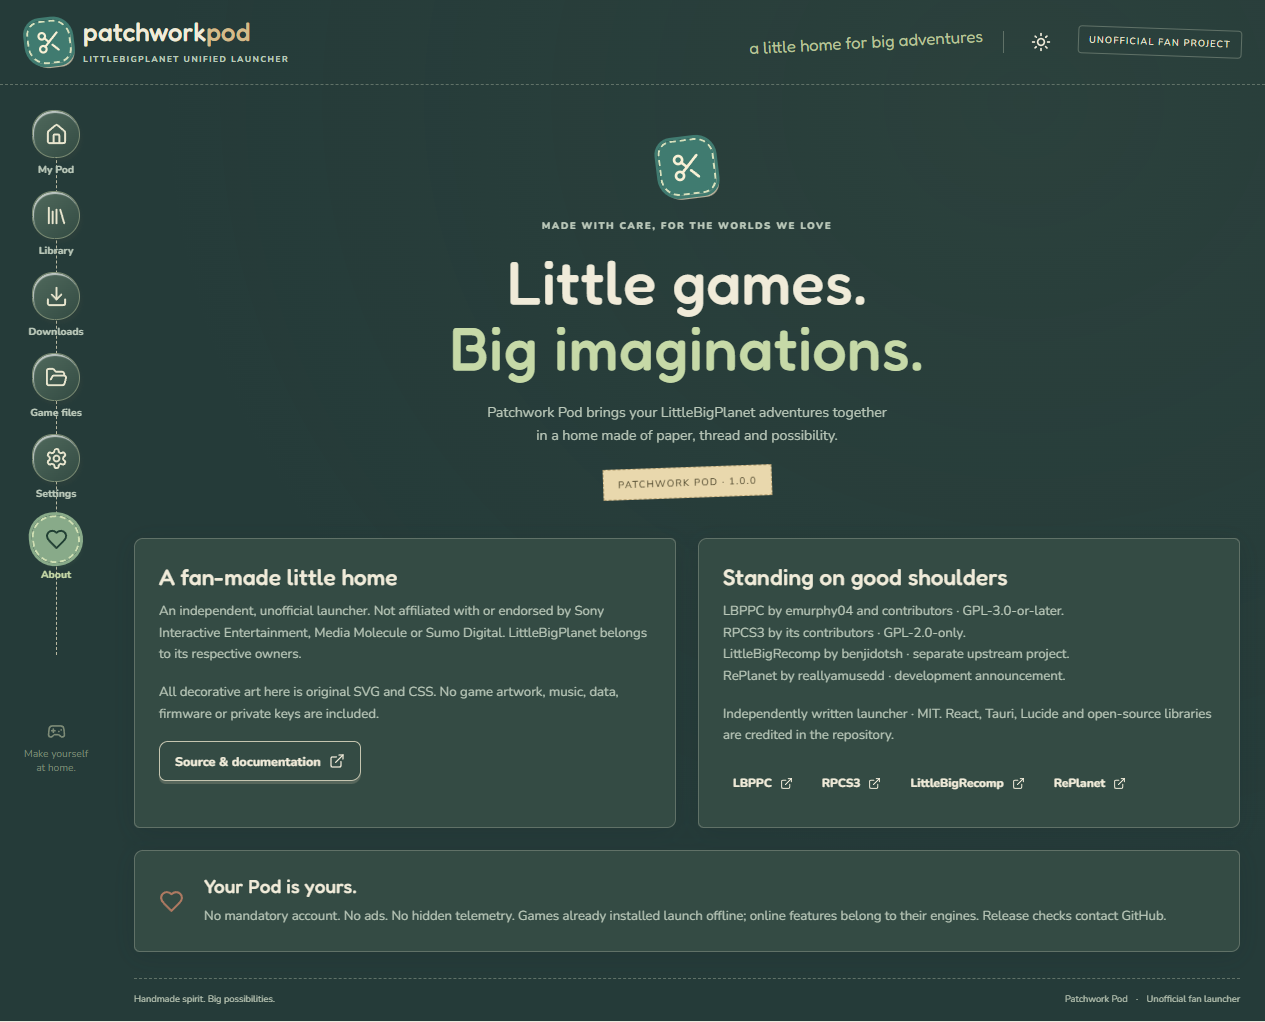 patchworkpod
LITTLEBIGPLANET UNIFIED LAUNCHER
a little home for big adventures
UNOFFICIAL FAN PROJECT
My Pod
Library
Downloads
Game files
Settings
About
Make yourself
at home.
MADE WITH CARE, FOR THE WORLDS WE LOVE
Little games.
Big imaginations.
Patchwork Pod brings your LittleBigPlanet adventures together
in a home made of paper, thread and possibility.
PATCHWORK POD · 1.0.0
A fan-made little home
An independent, unofficial launcher. Not affiliated with or endorsed by Sony
Interactive Entertainment, Media Molecule or Sumo Digital. LittleBigPlanet belongs
to its respective owners.
All decorative art here is original SVG and CSS. No game artwork, music, data,
firmware or private keys are included.
Source & documentation
Standing on good shoulders
LBPPC by emurphy04 and contributors · GPL-3.0-or-later.
RPCS3 by its contributors · GPL-2.0-only.
LittleBigRecomp by benjidotsh · separate upstream project.
RePlanet by reallyamusedd · development announcement.
Independently written launcher · MIT. React, Tauri, Lucide and open-source libraries
are credited in the repository.
LBPPC RPCS3 LittleBigRecomp RePlanet
Your Pod is yours.
No mandatory account. No ads. No hidden telemetry. Games already installed launch offline; online features belong to their engines. Release checks contact GitHub.
Handmade spirit. Big possibilities.
Patchwork Pod · Unofficial fan launcher